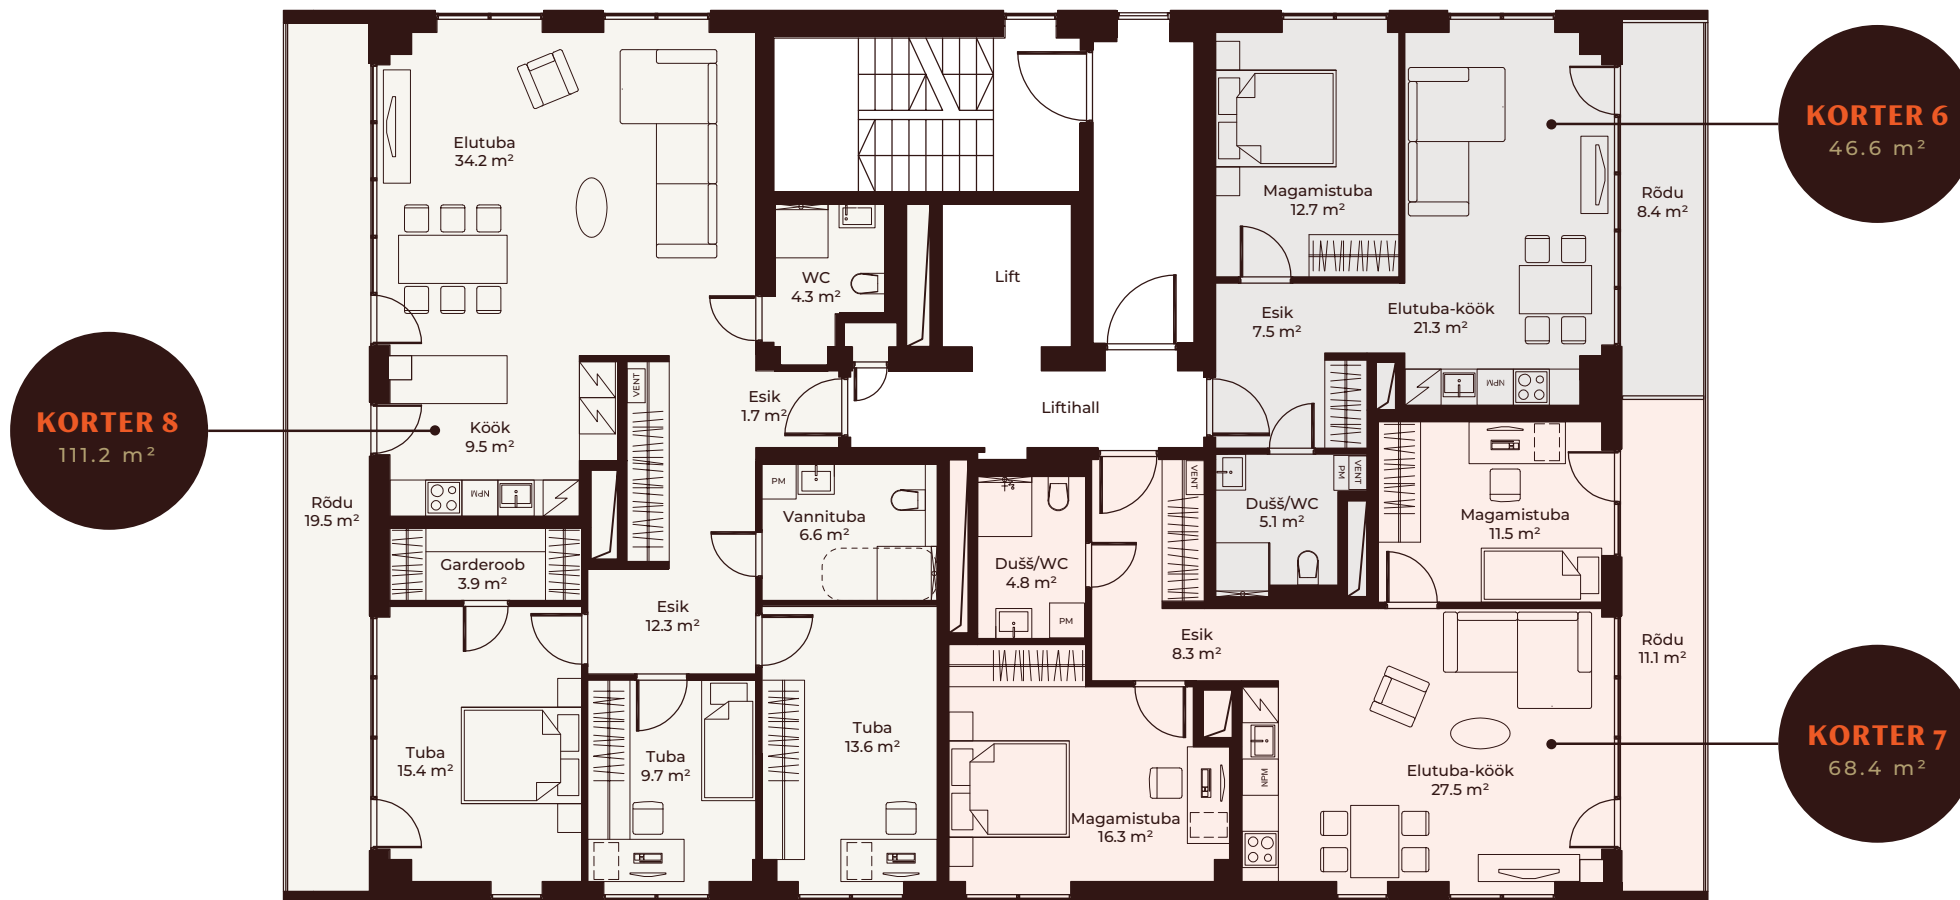 KORTER 8
111.2 m²
Elutuba
34.2 m²
Köök
9.5 m²
NPM
VENT
Rõdu
19.5 m²
Garderoob
3.9 m²
Esik
1.7 m²
WC
4.3 m²
Vannituba
6.6 m²
PM
Esik
12.3 m²
Tuba
15.4 m²
Tuba
9.7 m²
Tuba
13.6 m²
Lift
Liftihall
KORTER 6
46.6 m²
Magamistuba
12.7 m²
Elutuba-köök
21.3 m²
NPM
Esik
7.5 m²
Rõdu
8.4 m²
Dušš/WC
5.1 m²
PM
VENT
KORTER 7
68.4 m²
Magamistuba
11.5 m²
VENT
Dušš/WC
4.8 m²
PM
Esik
8.3 m²
Rõdu
11.1 m²
Magamistuba
16.3 m²
NPM
Elutuba-köök
27.5 m²